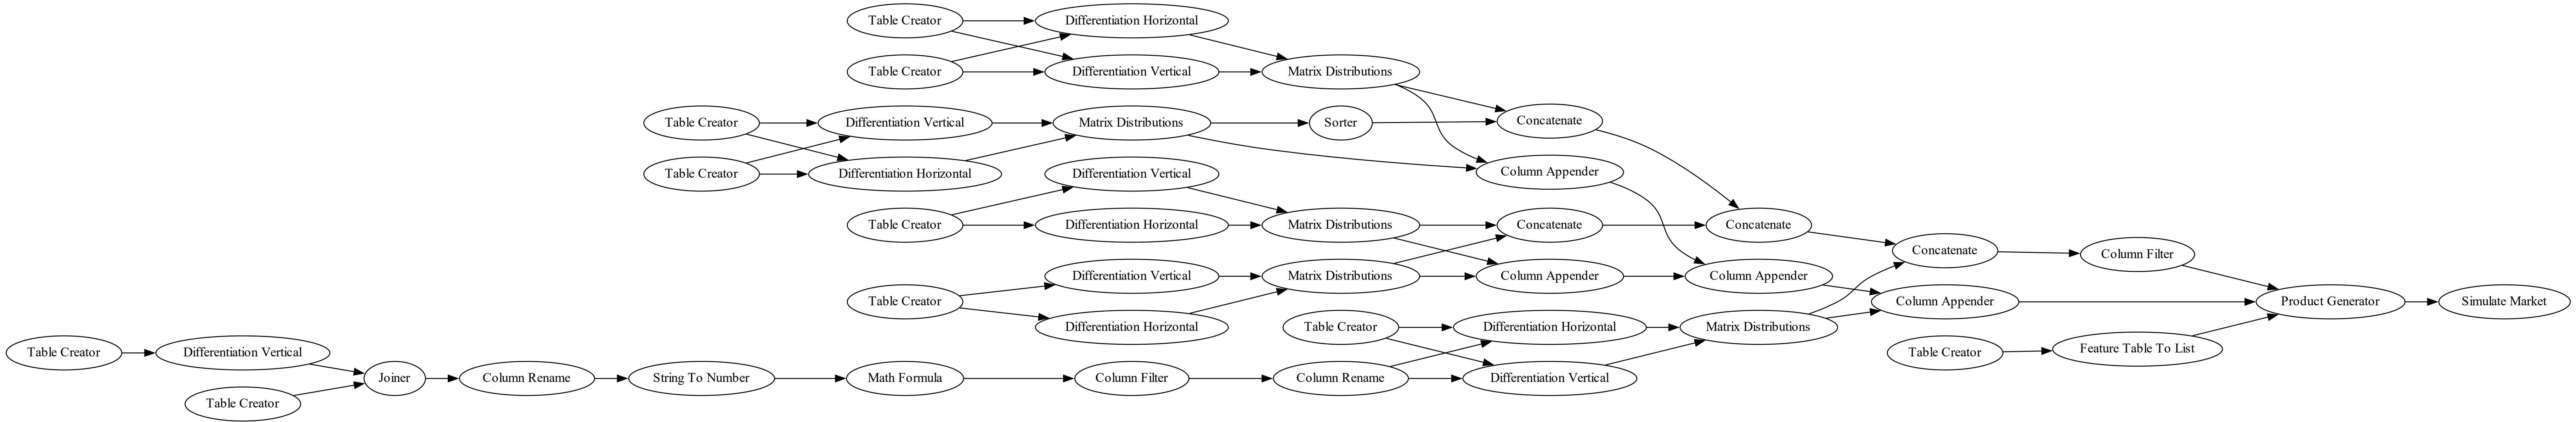 Table Creator
Differentiation Horizontal
Table Creator
Differentiation Vertical
Matrix Distributions
Table Creator
Differentiation Vertical
Matrix Distributions
Sorter
Concatenate
Table Creator
Differentiation Horizontal
Differentiation Vertical
Column Appender
Table Creator
Differentiation Horizontal
Matrix Distributions
Concatenate
Concatenate
Differentiation Vertical
Matrix Distributions
Column Appender
Column Appender
Concatenate
Column Filter
Table Creator
Differentiation Horizontal
Table Creator
Differentiation Horizontal
Matrix Distributions
Column Appender
Product Generator
Simulate Market
Table Creator
Differentiation Vertical
Table Creator
Feature Table To List
Table Creator
Joiner
Column Rename
String To Number
Math Formula
Column Filter
Column Rename
Differentiation Vertical